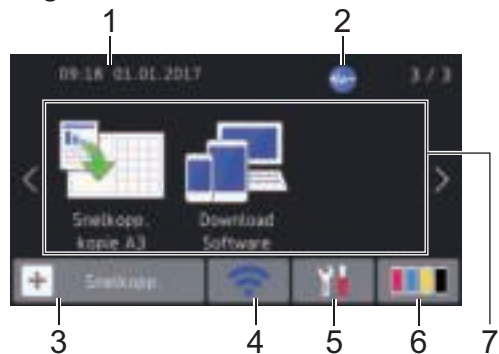 1 2
09:18 01.01.2017 3 / 3
Snelkopp. kopie A3
Download Software
Snelkopp.
3 4 5 6 7